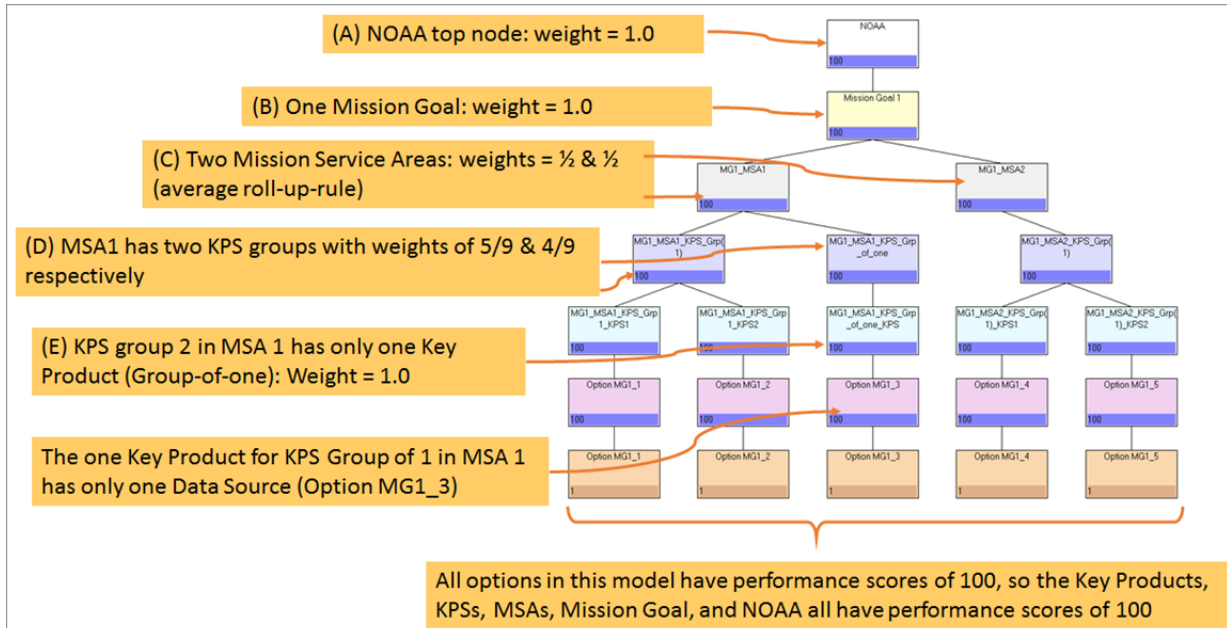 (A) NOAA top node: weight = 1.0
NOAA
100
(B) One Mission Goal: weight = 1.0
Mission Goal 1
100
(C) Two Mission Service Areas: weights = ½ & ½
(average roll-up-rule)
MG1_MSA1
100
MG1_MSA2
100
(D) MSA1 has two KPS groups with weights of 5/9 & 4/9
respectively
MG1_MSA1_KPS_Grp(
1)
100
MG1_MSA1_KPS_Grp
_of_one
100
MG1_MSA2_KPS_Grp(
1)
100
(E) KPS group 2 in MSA 1 has only one Key
Product (Group-of-one): Weight = 1.0
MG1_MSA1_KPS_Grp
1_KPS1
100
MG1_MSA1_KPS_Grp
1_KPS2
100
MG1_MSA1_KPS_Grp
_of_one_KPS
100
MG1_MSA2_KPS_Grp(
1)_KPS1
100
MG1_MSA2_KPS_Grp(
1)_KPS2
100
Option MG1_1
100
Option MG1_2
100
Option MG1_3
100
Option MG1_4
100
Option MG1_5
100
The one Key Product for KPS Group of 1 in MSA 1
has only one Data Source (Option MG1_3)
Option MG1_1
1
Option MG1_2
1
Option MG1_3
1
Option MG1_4
1
Option MG1_5
1
All options in this model have performance scores of 100, so the Key Products,
KPSs, MSAs, Mission Goal, and NOAA all have performance scores of 100